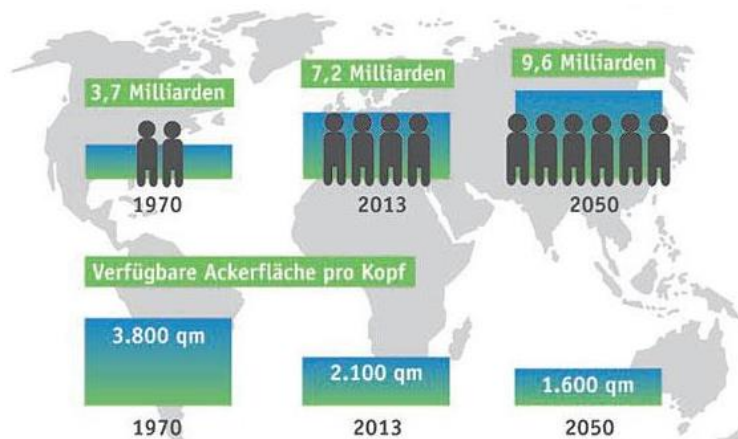 3,7 Milliarden
7,2 Milliarden
9,6 Milliarden
1970
2013
2050
Verfügbare Ackerfläche pro Kopf
3.800 qm
2.100 qm
1.600 qm
1970
2013
2050